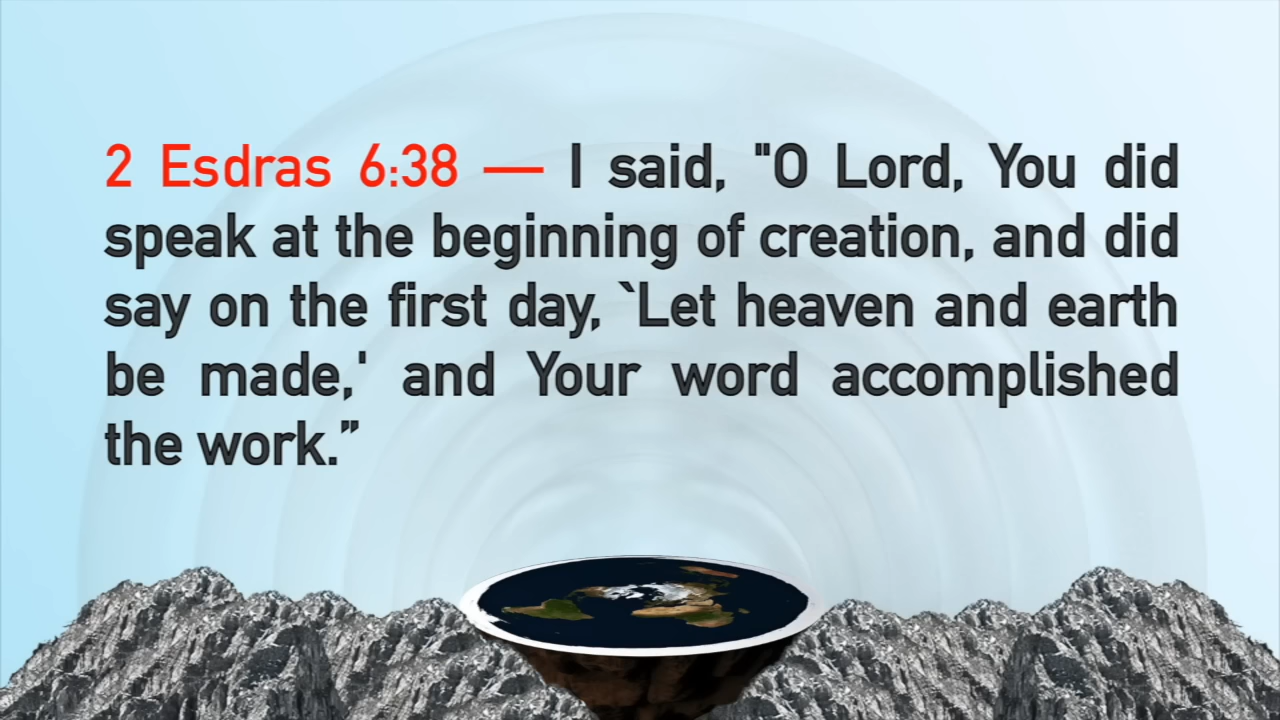 2 Esdras 6:38 — I said, "O Lord, You did
speak at the beginning of creation, and did
say on the first day, `Let heaven and earth
be made,' and Your word accomplished
the work.”